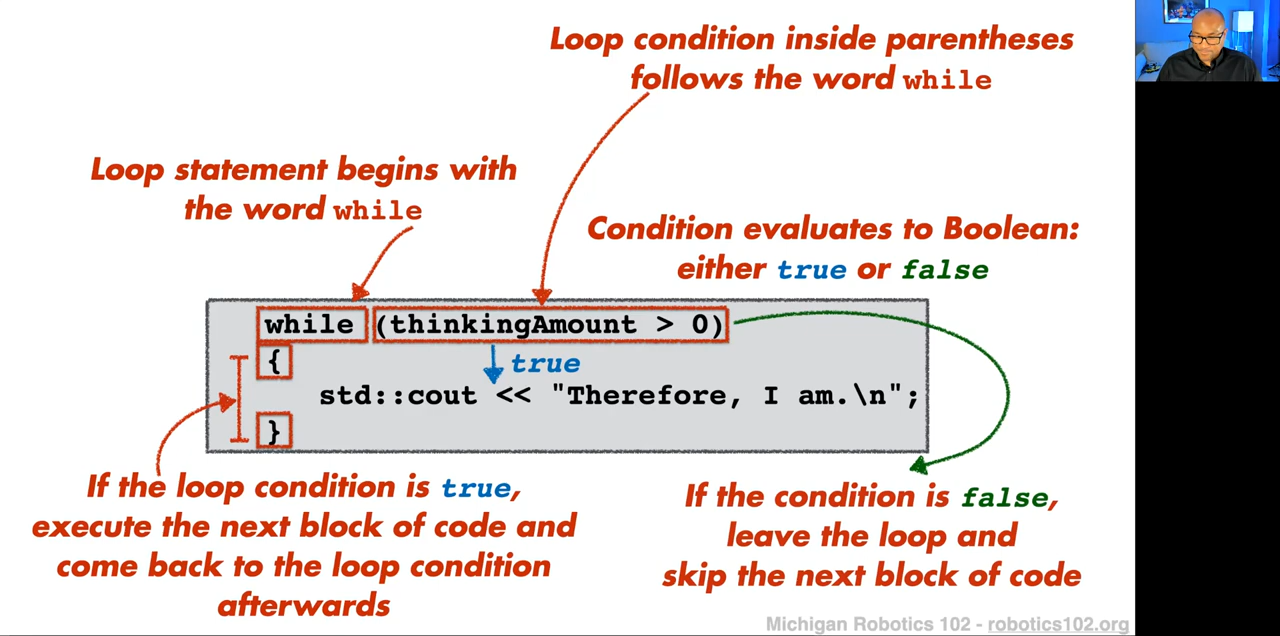 Loop condition inside parentheses
follows the word while
Loop statement begins with
the word while
Condition evaluates to Boolean:
either true or false
while (thinkingAmount > 0)
{
true
std::cout << "Therefore, I am.\n";
}
If the loop condition is true,
execute the next block of code and
come back to the loop condition
afterwards
If the condition is false,
leave the loop and
skip the next block of code
Michigan Robotics 102 - robotics102.org